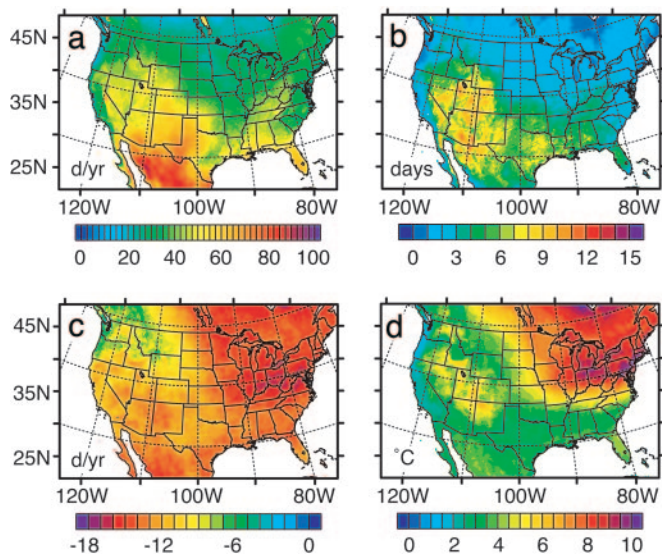 a b
45N 45N
35N 35N
25N 25N
d/yr days
120W 100W 80W 120W 100W 80W
0 20 40 60 80 100 0 3 6 9 12 15
c d
45N 45N
35N 35N
25N 25N
d/yr °C
120W 100W 80W 120W 100W 80W
-18 -12 -6 0 0 2 4 6 8 10